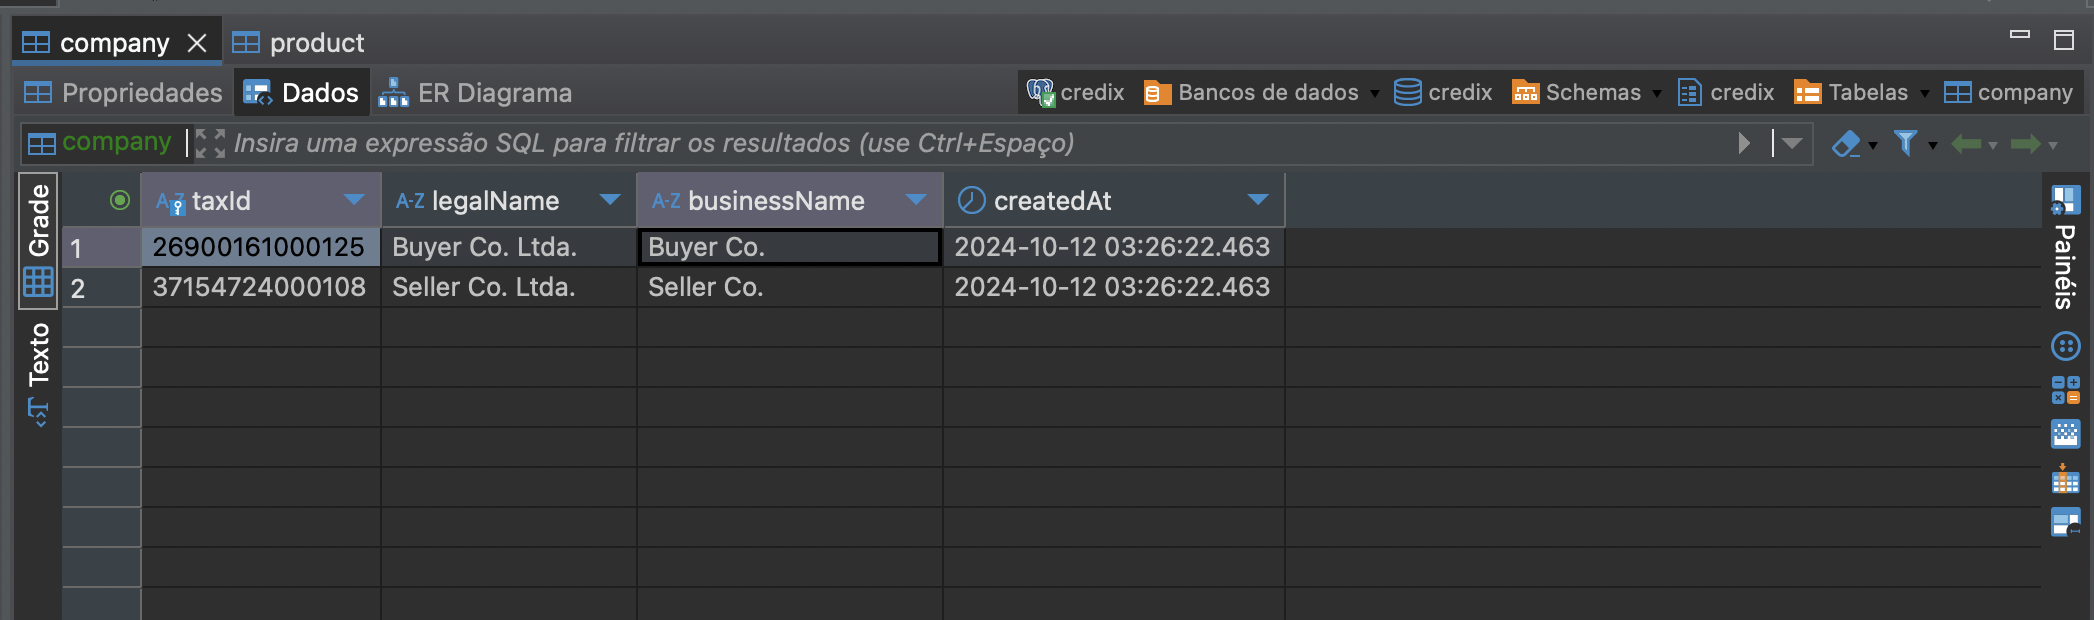 company product
Propriedades Dados ER Diagrama credix Bancos de dados credix Schemas credix Tabelas company
company Insira uma expressão SQL para filtrar os resultados (use Ctrl+Espaço)
Grade
Texto
A-Z taxId A-Z legalName A-Z businessName createdAt
1 26900161000125 Buyer Co. Ltda. Buyer Co. 2024-10-12 03:26:22.463
2 37154724000108 Seller Co. Ltda. Seller Co. 2024-10-12 03:26:22.463
Painéis